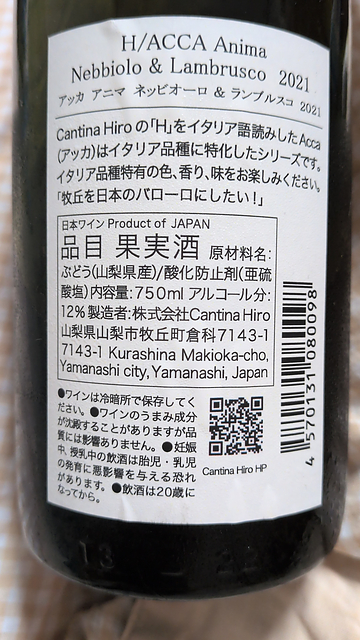 H/ACCA Anima
Nebbiolo & Lambrusco 2021
アッカ アニマ ネッビオーロ & ランブルスコ 2021
Cantina Hiro の「H」をイタリア語読みした Acca
(アッカ)はイタリア品種に特化したシリーズです。
イタリア品種特有の色、香り、味をお楽しみください。
「牧丘を日本のバローロにしたい!」
日本ワイン Product of JAPAN
品目 果実酒 原材料名:
ぶどう(山梨県産)/酸化防止剤(亜硫
酸塩)内容量:750ml アルコール分:
12% 製造者:株式会社Cantina Hiro
山梨県山梨市牧丘町倉科7143-1
7143-1 Kurashina Makioka-cho,
Yamanashi city, Yamanashi, Japan
●ワインは冷暗所で保存してく
ださい。●ワインのうまみ成分
が沈殿することがありますが品
質には影響ありません。●妊娠
中、授乳中の飲酒は胎児・乳児
の発育に悪影響を与える恐れ
があります。●飲酒は20歳に
なってから。
Cantina Hiro HP
4 570131 080098